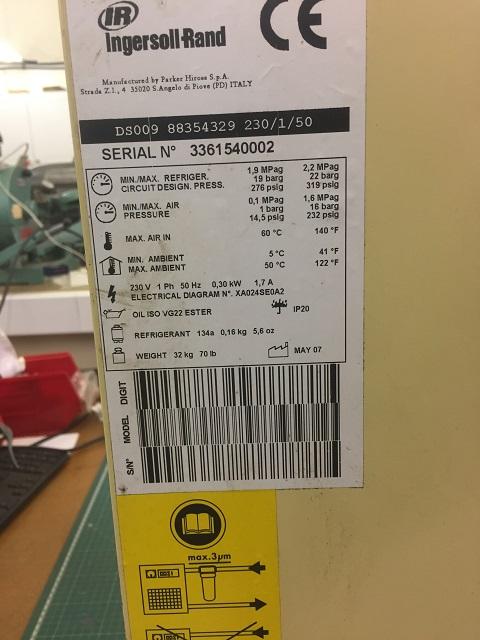 IR
Ingersoll-Rand
CE
Manufactured by Parker Hiross S.p.A.
Strada Z.I., 4 35020 S.Angelo di Piove (PD) ITALY
DS009 88354329 230/1/50
SERIAL N° 3361540002
MIN./MAX. REFRIGER. 1,9 MPag 2,2 MPag
CIRCUIT DESIGN. PRESS. 19 barg 22 barg
276 psig 319 psig
MIN./MAX. AIR 0,1 MPag 1,6 MPag
PRESSURE 1 barg 16 barg
14,5 psig 232 psig
MAX. AIR IN 60 °C 140 °F
MIN. AMBIENT 5 °C 41 °F
MAX. AMBIENT 50 °C 122 °F
230 V 1 Ph 50 Hz 0,30 kW 1,7 A
ELECTRICAL DIAGRAM N°. XA024SE0A2
OIL ISO VG22 ESTER IP20
REFRIGERANT 134a 0,16 kg 5,6 oz
WEIGHT 32 kg 70 lb MAY 07
DIGIT
MODEL
S/N°
max.3µm